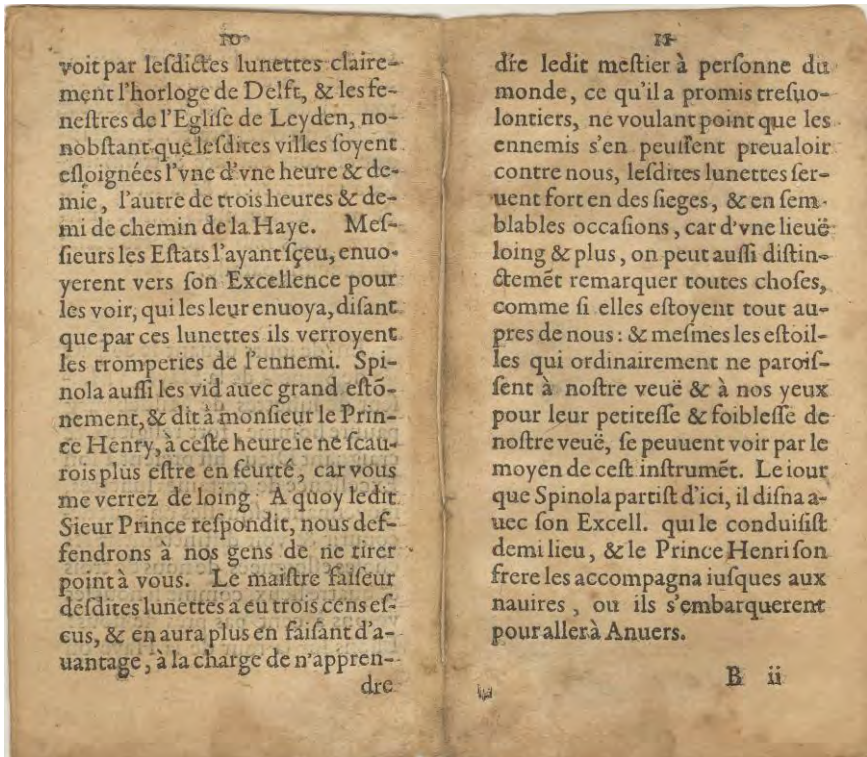 10
voit par leſdictes lunettes claire-
ment l'horloge de Delft, & les fe-
neſtres de l'Egliſe de Leyden, no-
nobſtant que leſdites villes ſoyent
eſloignées l'vne d'vne heure & de-
mie, l'autre de trois heures & de-
mi de chemin de la Haye. Meſ-
ſieurs les Eſtats l'ayant ſçeu, enuo-
yerent vers ſon Excellence pour
les voir, qui les leur enuoya, diſant
que par ces lunettes ils verroyent
les tromperies de l'ennemi. Spi-
nola auſſi les vid auec grand eſtō-
nement, & dit à monſieur le Prin-
ce Henry, à ceſte heure ie ne ſcau-
rois plus eſtre en ſeurté, car vous
me verrez de loing. A quoy ledit
Sieur Prince reſpondit, nous def-
fendrons à nos gens de ne tirer
point à vous. Le maiſtre faiſeur
deſdites lunettes a eu trois cens eſ-
cus, & en aura plus en faiſant d'a-
uantage, à la charge de n'appren-
dre
11
dre ledit meſtier à perſonne du
monde, ce qu'il a promis treſuo-
lontiers, ne voulant point que les
ennemis s'en peuſſent preualoir
contre nous, leſdites lunettes ſer-
uent fort en des ſieges, & en ſem-
blables occaſions, car d'vne lieuë
loing & plus, on peut auſſi diſtin-
ctemēt remarquer toutes choſes,
comme ſi elles eſtoyent tout au-
pres de nous: & meſmes les eſtoil-
les qui ordinairement ne paroiſ-
ſent à noſtre veuë & à nos yeux
pour leur petiteſſe & foibleſſe de
noſtre veuë, ſe peuuent voir par le
moyen de ceſt inſtrumēt. Le iour
que Spinola partiſt d'ici, il diſna a-
uec ſon Excell. qui le conduiſiſt
demi lieu, & le Prince Henri ſon
frere les accompagna iuſques aux
nauires, ou ils s'embarquerent
pour aller à Anuers.
B ii